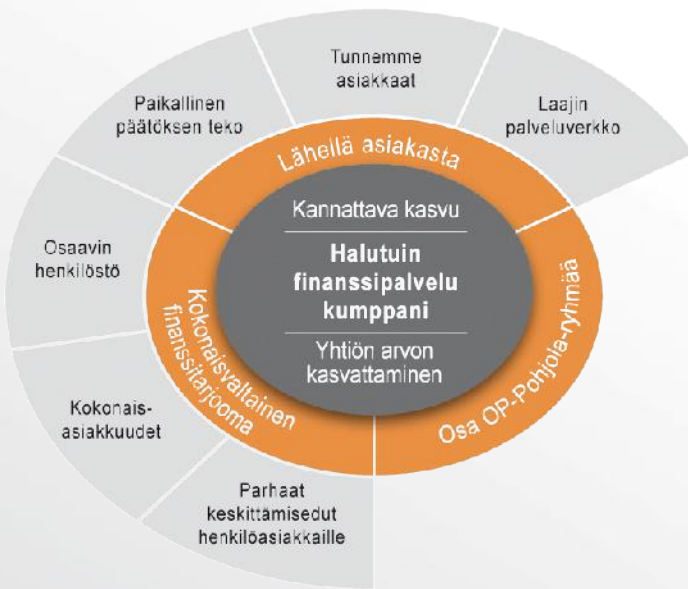 Tunnemme
asiakkaat
Laajin
palveluverkko
Paikallinen
päätöksen teko
Lähellä asiakasta
Kannattava kasvu
Halutuin
finanssipalvelu
kumppani
Yhtiön arvon
kasvattaminen
Osaavin
henkilöstö
Kokonaisvaltainen
finanssitarjooma
Osa OP-Pohjola-ryhmää
Kokonais-
asiakkuudet
Parhaat
keskittämisedut
henkilöasiakkaille